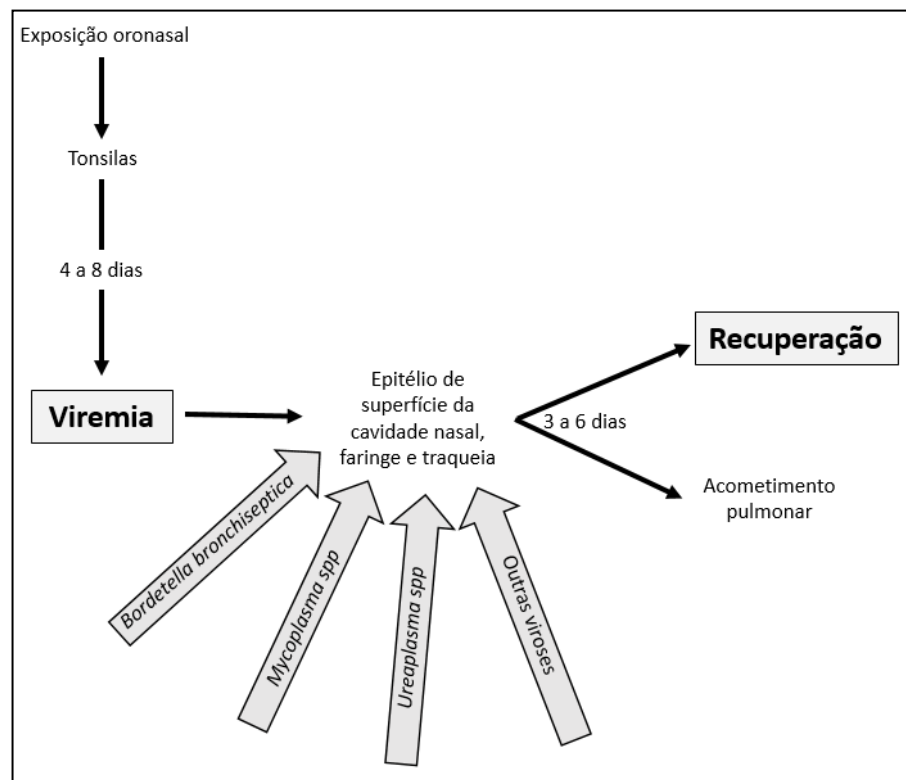 Exposição oronasal
Tonsilas
4 a 8 dias
Viremia
Epitélio de
superfície da
cavidade nasal,
faringe e traqueia
3 a 6 dias
Recuperação
Acometimento
pulmonar
Bordetella bronchiseptica
Mycoplasma spp
Ureaplasma spp
Outras viroses